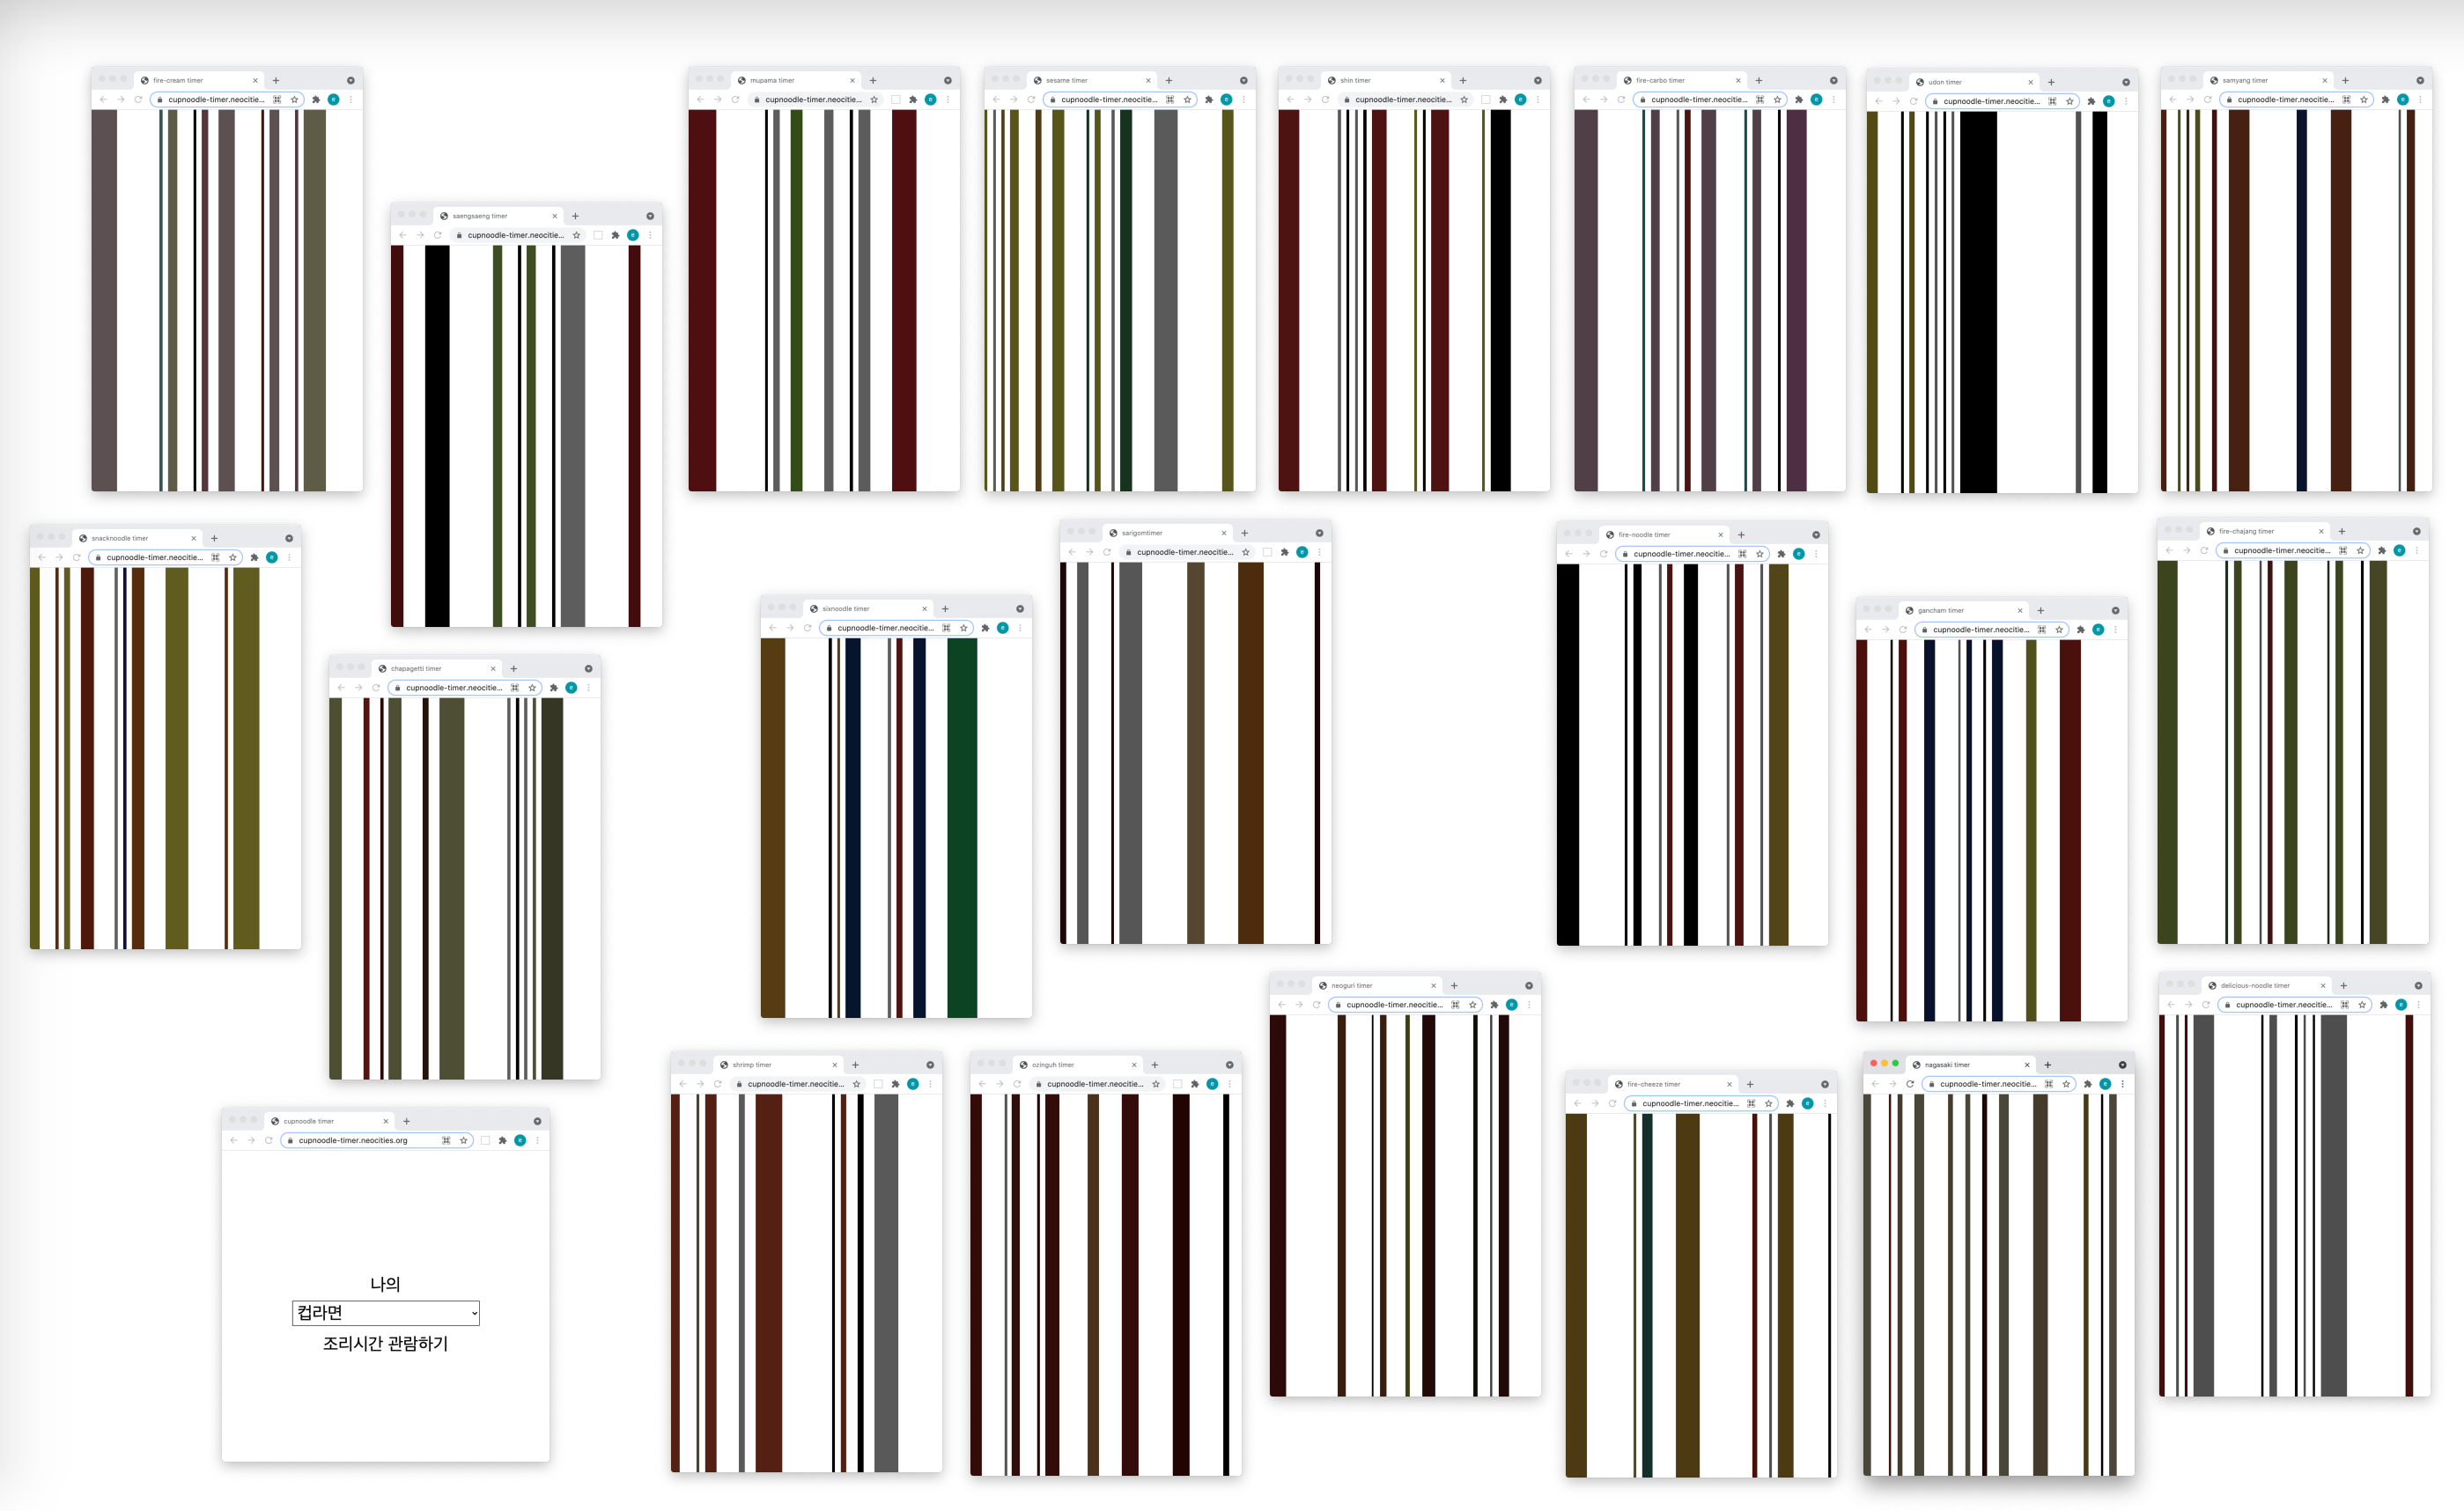 fire-cream timer
cupnoodle-timer.neocitie...
saengsaeng timer
cupnoodle-timer.neocitie...
mupama timer
cupnoodle-timer.neocitie...
sesame timer
cupnoodle-timer.neocitie...
shin timer
cupnoodle-timer.neocitie...
fire-carbo timer
cupnoodle-timer.neocitie...
udon timer
cupnoodle-timer.neocitie...
samyang timer
cupnoodle-timer.neocitie...
snacknoodle timer
cupnoodle-timer.neocitie...
chapagetti timer
cupnoodle-timer.neocitie...
sixnoodle timer
cupnoodle-timer.neocitie...
sarigomtimer
cupnoodle-timer.neocitie...
fire-noodle timer
cupnoodle-timer.neocitie...
gancham timer
cupnoodle-timer.neocitie...
fire-chajang timer
cupnoodle-timer.neocitie...
neoguri timer
cupnoodle-timer.neocitie...
delicious-noodle timer
cupnoodle-timer.neocitie...
cupnoodle timer
cupnoodle-timer.neocities.org
나의
컵라면
조리시간 관람하기
shrimp timer
cupnoodle-timer.neocitie...
ozinguh timer
cupnoodle-timer.neocitie...
fire-cheeze timer
cupnoodle-timer.neocitie...
nagasaki timer
cupnoodle-timer.neocitie...